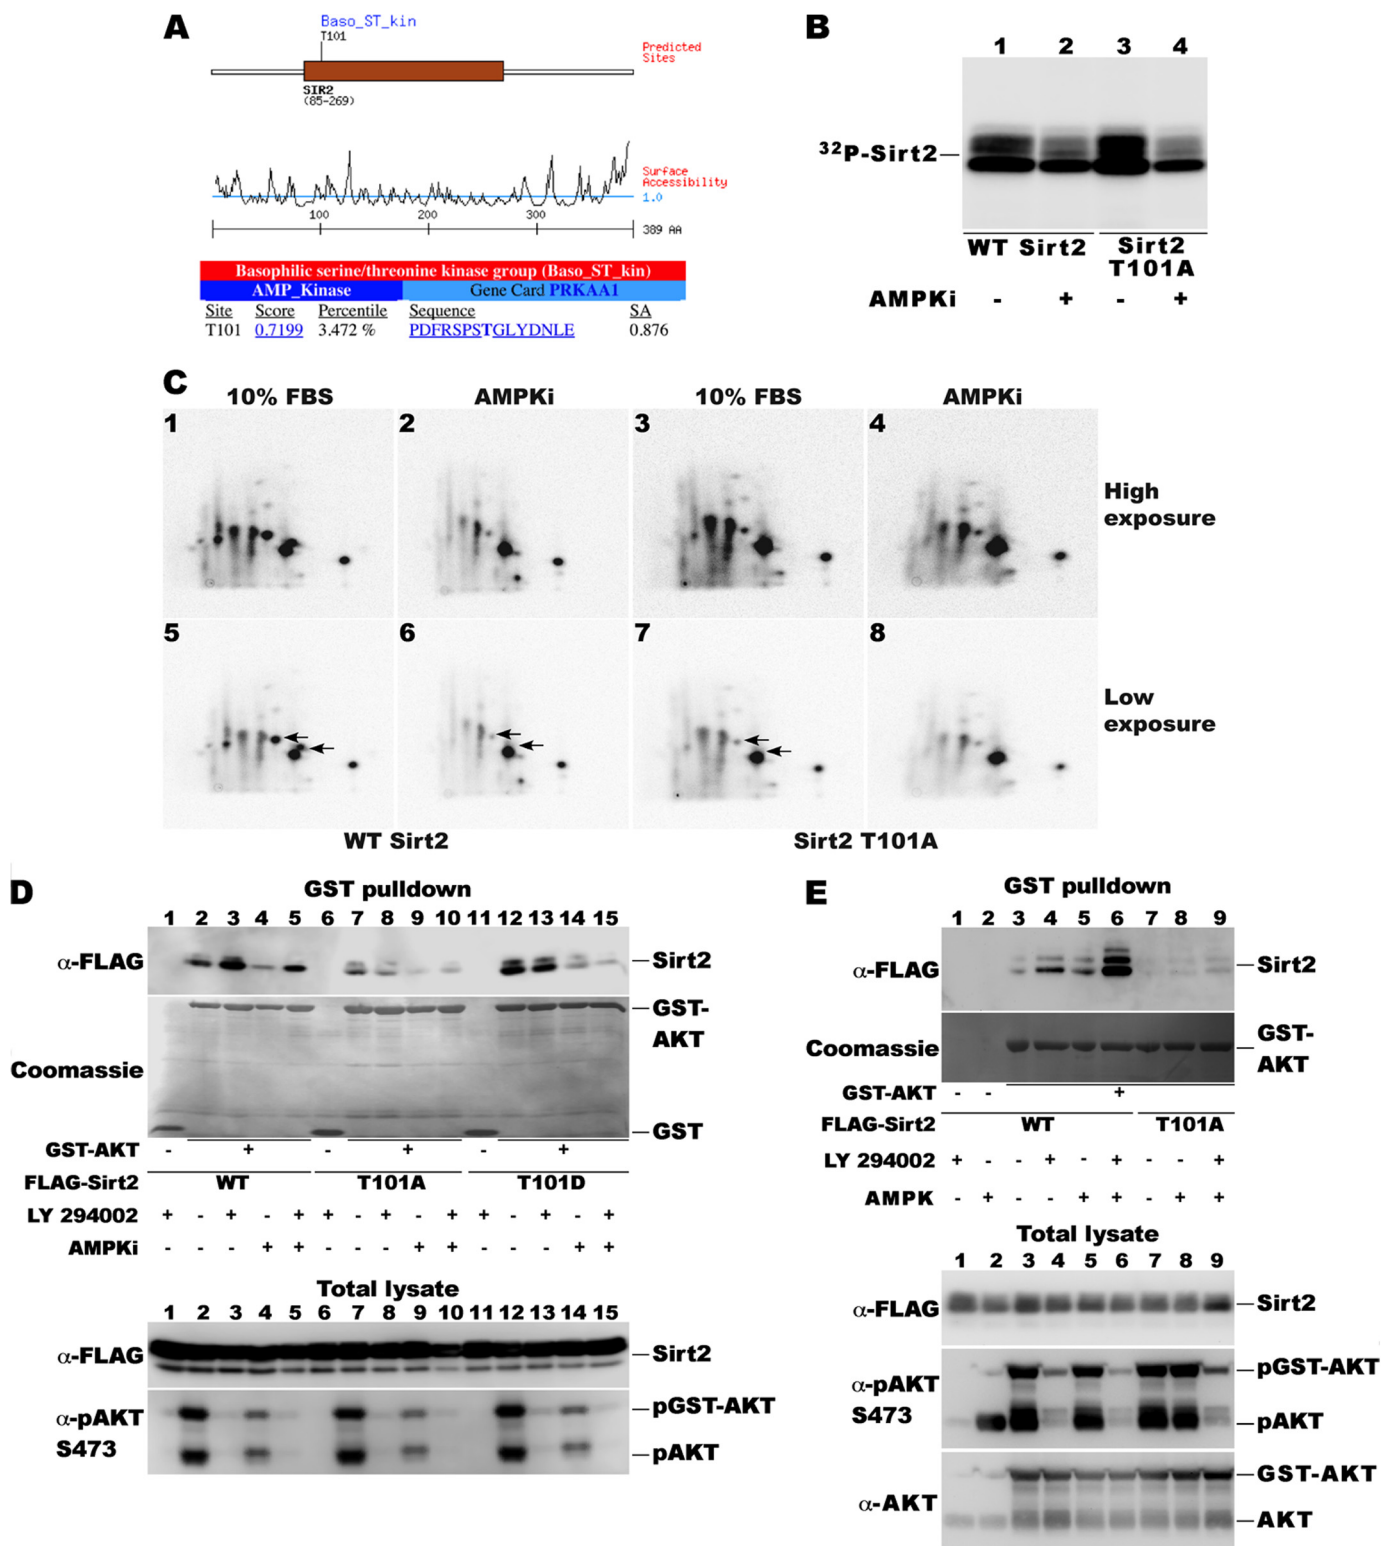 A
Baso_ST_kin
T101
Predicted
Sites
SIR2
(85-269)
Surface
Accessibility
1.0
100 200 300
389 AA
Basophilic serine/threonine kinase group (Baso_ST_kin)
AMP_Kinase Gene Card PRKAA1
Site Score Percentile Sequence SA
T101 0.7199 3.472 % PDFRSPSTGLYDNLE 0.876
B
1 2 3 4
32P-Sirt2
WT Sirt2 Sirt2
T101A
AMPKi - + - +
C
10% FBS AMPKi 10% FBS AMPKi
1 2 3 4
High
exposure
5 6 7 8
Low
exposure
WT Sirt2 Sirt2 T101A
D
GST pulldown
1 2 3 4 5 6 7 8 9 10 11 12 13 14 15
α-FLAG Sirt2
GST-
AKT
Coomassie
GST
GST-AKT - + - + - +
FLAG-Sirt2 WT T101A T101D
LY 294002 + - + - + + - + - + + - + - +
AMPKi - - - + + - - - + + - - - + +
Total lysate
1 2 3 4 5 6 7 8 9 10 11 12 13 14 15
α-FLAG Sirt2
α-pAKT pGST-AKT
S473 pAKT
E
GST pulldown
1 2 3 4 5 6 7 8 9
α-FLAG Sirt2
Coomassie GST-
AKT
GST-AKT - - +
FLAG-Sirt2 WT T101A
LY 294002 + - - + - + - - +
AMPK - + - - + + - + +
Total lysate
1 2 3 4 5 6 7 8 9
α-FLAG Sirt2
α-pAKT pGST-AKT
S473 pAKT
α-AKT GST-AKT
AKT